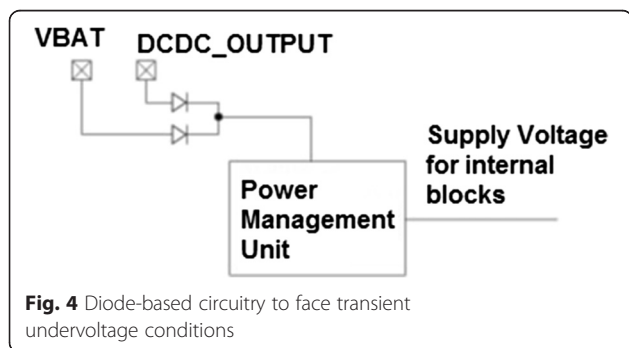 VBAT DCDC_OUTPUT
Supply Voltage
for internal
blocks
Power
Management
Unit
Fig. 4 Diode-based circuitry to face transient
undervoltage conditions